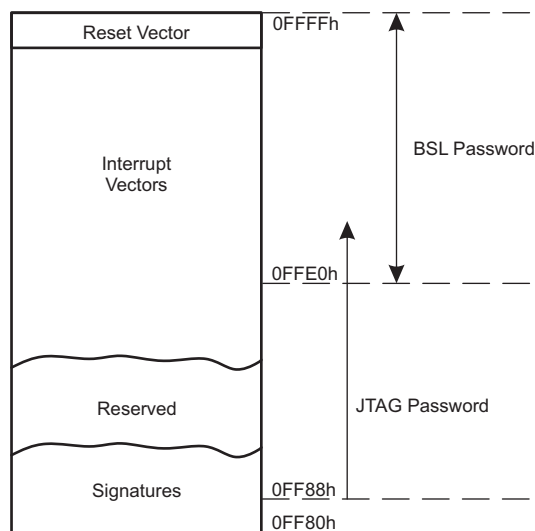 Reset Vector
0FFFFh
BSL Password
Interrupt
Vectors
0FFE0h
Reserved
JTAG Password
Signatures
0FF88h
0FF80h